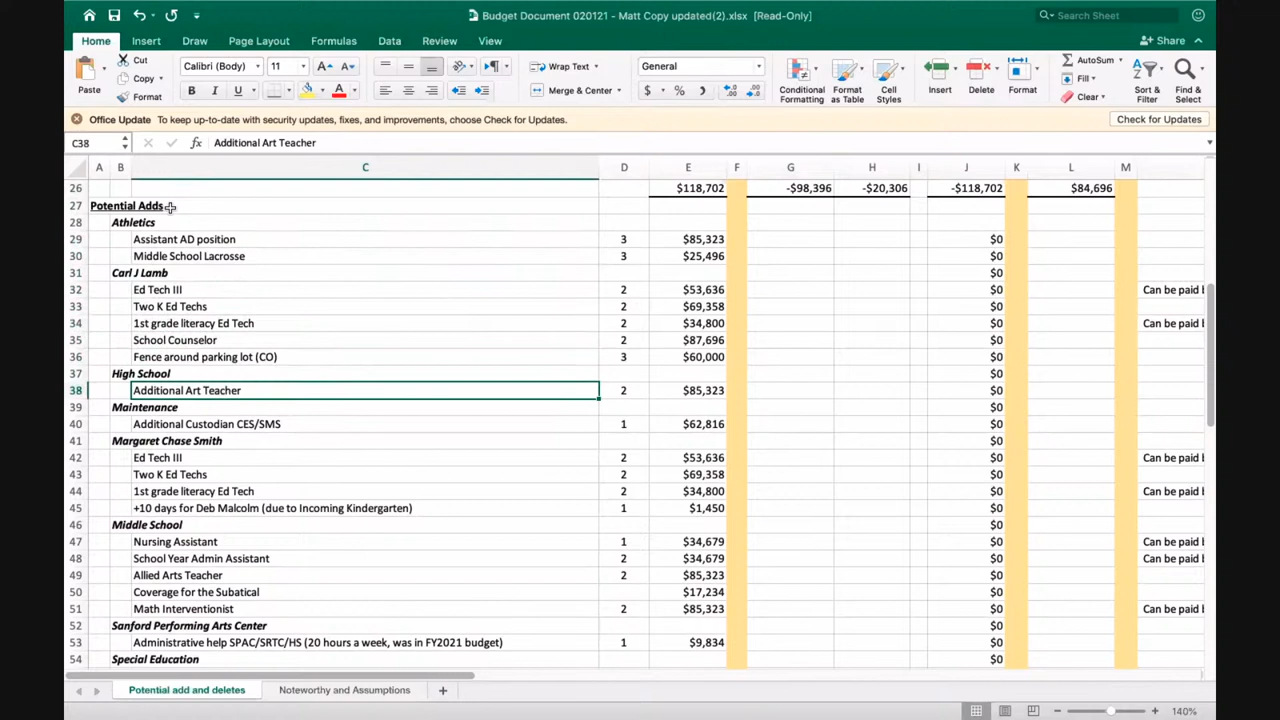 Budget Document 020121 - Matt Copy updated(2).xlsx [Read-Only]
Search Sheet
Home Insert Draw Page Layout Formulas Data Review View Share
Paste Cut Copy Format
Calibri (Body) 11 A A
B I U A
Wrap Text
Merge & Center
General
$ % )
Conditional Formatting Format as Table Cell Styles
Insert Delete Format
AutoSum Fill Clear
Sort & Filter Find & Select
Office Update To keep up-to-date with security updates, fixes, and improvements, choose Check for Updates. Check for Updates
C38 fx Additional Art Teacher
A B C D E F G H I J K L M
26 $118,702 -$98,396 -$20,306 -$118,702 $84,696
27 Potential Adds
28 Athletics
29 Assistant AD position 3 $85,323 $0
30 Middle School Lacrosse 3 $25,496 $0
31 Carl J Lamb $0
32 Ed Tech III 2 $53,636 $0 Can be paid b
33 Two K Ed Techs 2 $69,358 $0
34 1st grade literacy Ed Tech 2 $34,800 $0 Can be paid b
35 School Counselor 2 $87,696 $0
36 Fence around parking lot (CO) 3 $60,000 $0
37 High School $0
38 Additional Art Teacher 2 $85,323 $0
39 Maintenance $0
40 Additional Custodian CES/SMS 1 $62,816 $0
41 Margaret Chase Smith $0
42 Ed Tech III 2 $53,636 $0 Can be paid b
43 Two K Ed Techs 2 $69,358 $0
44 1st grade literacy Ed Tech 2 $34,800 $0 Can be paid b
45 +10 days for Deb Malcolm (due to Incoming Kindergarten) 1 $1,450 $0
46 Middle School $0
47 Nursing Assistant 1 $34,679 $0 Can be paid b
48 School Year Admin Assistant 2 $34,679 $0 Can be paid b
49 Allied Arts Teacher 2 $85,323 $0
50 Coverage for the Subatical $17,234 $0
51 Math Interventionist 2 $85,323 $0 Can be paid b
52 Sanford Performing Arts Center $0
53 Administrative help SPAC/SRTC/HS (20 hours a week, was in FY2021 budget) 1 $9,834 $0
54 Special Education $0
Potential add and deletes Noteworthy and Assumptions +
140%